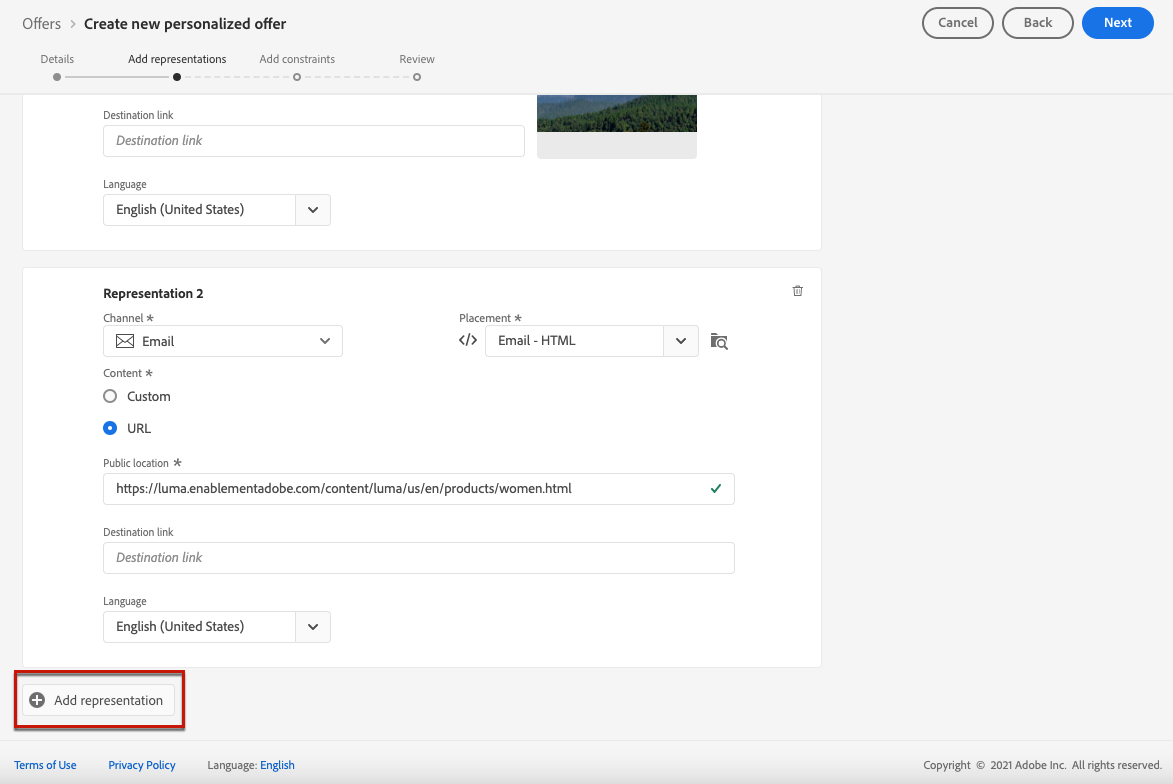 Offers > Create new personalized offer
Cancel
Back
Next
Details
Add representations
Add constraints
Review
Destination link
Destination link
Language
English (United States)
Representation 2
Channel *
Placement *
Email
</> Email - HTML
Content *
Custom
URL
Public location *
https://luma.enablementadobe.com/content/luma/us/en/products/women.html
Destination link
Destination link
Language
English (United States)
Add representation
Terms of Use
Privacy Policy
Language: English
Copyright © 2021 Adobe Inc. All rights reserved.